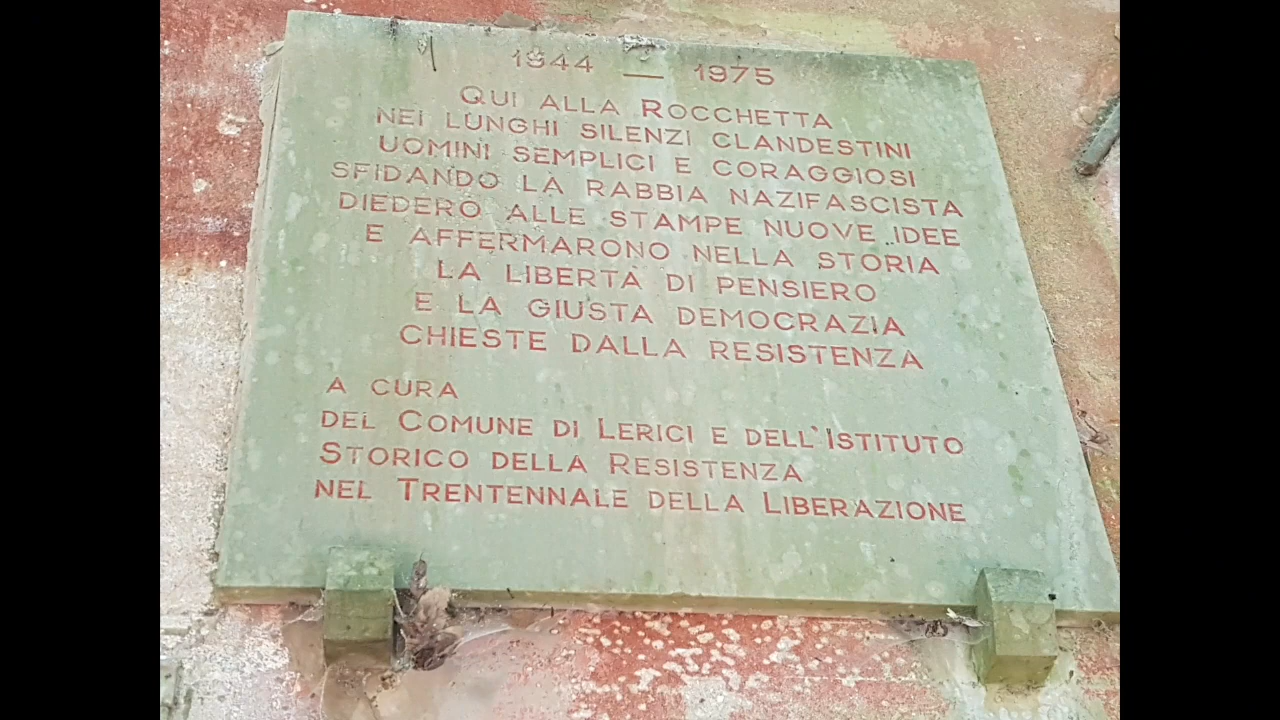 1944 — 1975
QUI ALLA ROCCHETTA
NEI LUNGHI SILENZI CLANDESTINI
UOMINI SEMPLICI E CORAGGIOSI
SFIDANDO LA RABBIA NAZIFASCISTA
DIEDERO ALLE STAMPE NUOVE IDEE
E AFFERMARONO NELLA STORIA
LA LIBERTÀ DI PENSIERO
E LA GIUSTA DEMOCRAZIA
CHIESTE DALLA RESISTENZA
A CURA
DEL COMUNE DI LERICI E DELL'ISTITUTO
STORICO DELLA RESISTENZA
NEL TRENTENNALE DELLA LIBERAZIONE